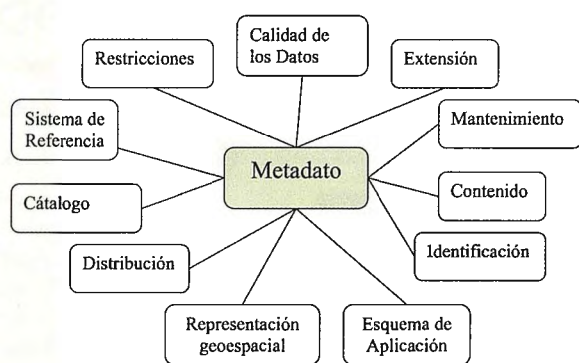 Calidad de
los Datos
Restricciones
Extensión
Sistema de
Referencia
Mantenimiento
Metadato
Cátalogo
Contenido
Distribución
Identificación
Representación
geoespacial
Esquema de
Aplicación